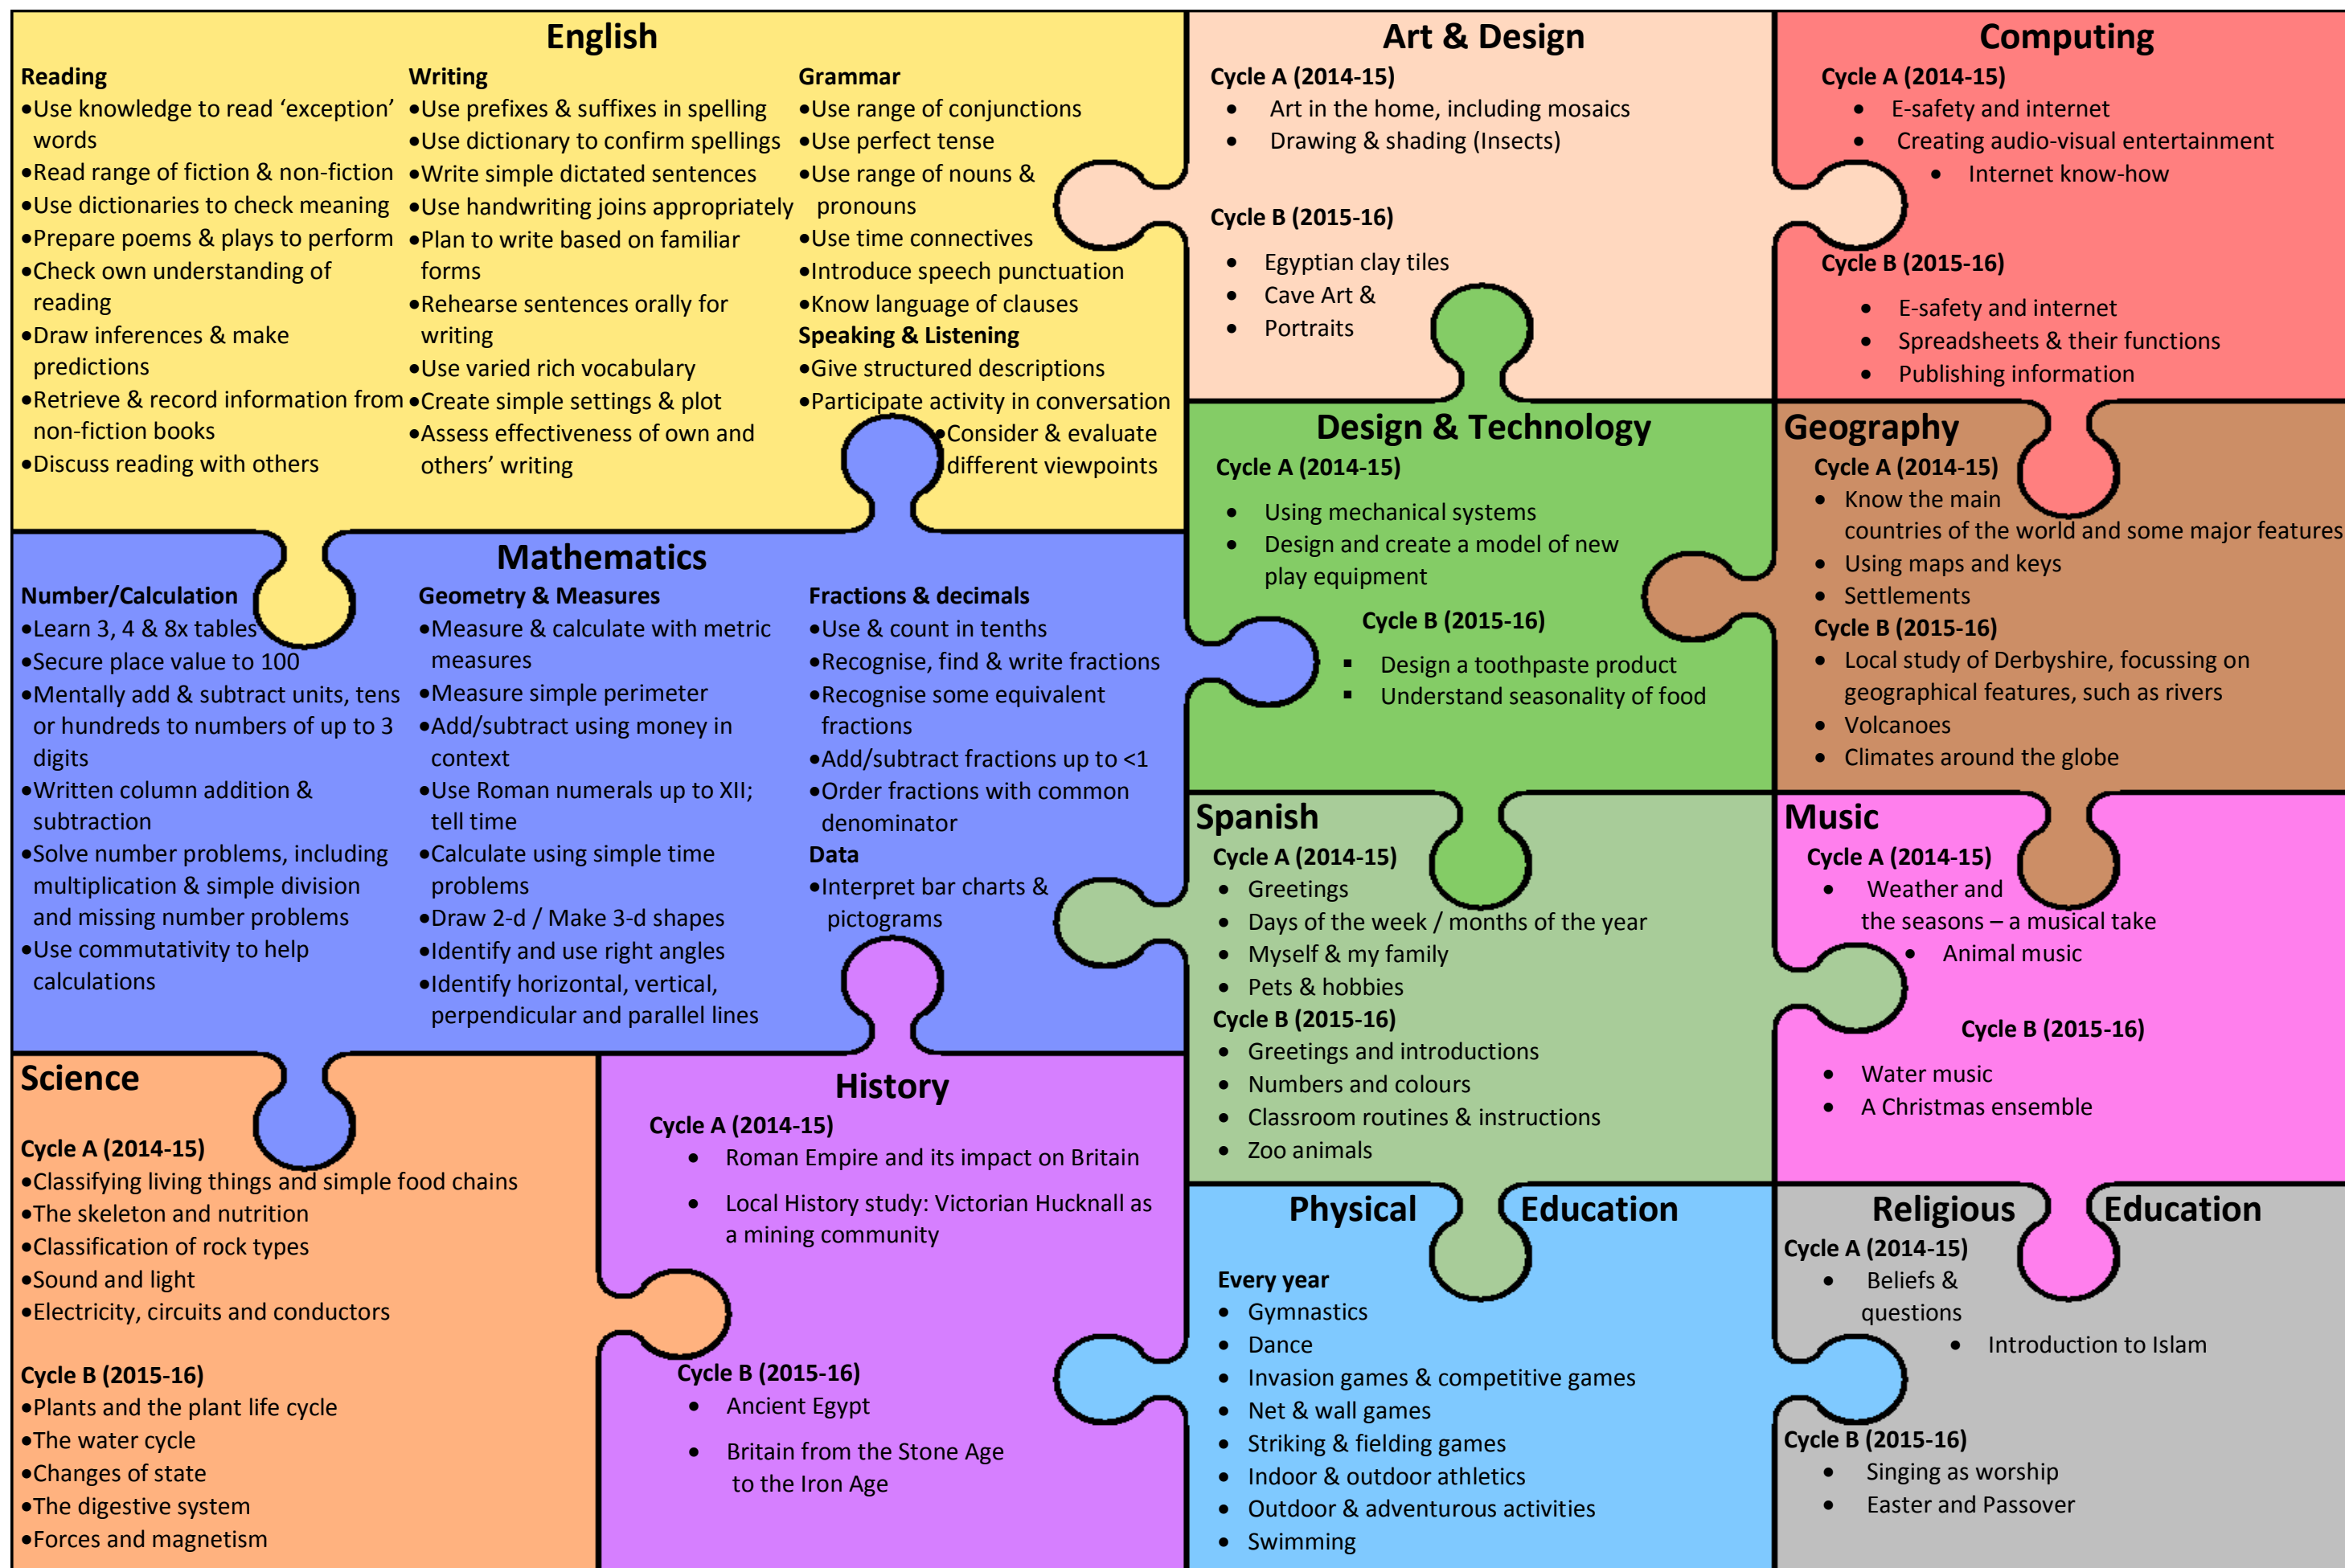 English
Reading
•Use knowledge to read ‘exception’
words
•Read range of fiction & non-fiction
•Use dictionaries to check meaning
•Prepare poems & plays to perform
•Check own understanding of
reading
•Draw inferences & make
predictions
•Retrieve & record information from
non-fiction books
•Discuss reading with others
Writing
•Use prefixes & suffixes in spelling
•Use dictionary to confirm spellings
•Write simple dictated sentences
•Use handwriting joins appropriately
•Plan to write based on familiar
forms
•Rehearse sentences orally for
writing
•Use varied rich vocabulary
•Create simple settings & plot
•Assess effectiveness of own and
others’ writing
Grammar
•Use range of conjunctions
•Use perfect tense
•Use range of nouns &
pronouns
•Use time connectives
•Introduce speech punctuation
•Know language of clauses
Speaking & Listening
•Give structured descriptions
•Participate activity in conversation
•Consider & evaluate
different viewpoints
Art & Design
Cycle A (2014-15)
• Art in the home, including mosaics
• Drawing & shading (Insects)
Cycle B (2015-16)
• Egyptian clay tiles
• Cave Art &
• Portraits
Computing
Cycle A (2014-15)
• E-safety and internet
• Creating audio-visual entertainment
• Internet know-how
Cycle B (2015-16)
• E-safety and internet
• Spreadsheets & their functions
• Publishing information
Mathematics
Number/Calculation
•Learn 3, 4 & 8x tables
•Secure place value to 100
•Mentally add & subtract units, tens
or hundreds to numbers of up to 3
digits
•Written column addition &
subtraction
•Solve number problems, including
multiplication & simple division
and missing number problems
•Use commutativity to help
calculations
Geometry & Measures
•Measure & calculate with metric
measures
•Measure simple perimeter
•Add/subtract using money in
context
•Use Roman numerals up to XII;
tell time
•Calculate using simple time
problems
•Draw 2-d / Make 3-d shapes
•Identify and use right angles
•Identify horizontal, vertical,
perpendicular and parallel lines
Fractions & decimals
•Use & count in tenths
•Recognise, find & write fractions
•Recognise some equivalent
fractions
•Add/subtract fractions up to <1
•Order fractions with common
denominator
Data
•Interpret bar charts &
pictograms
Design & Technology
Cycle A (2014-15)
• Using mechanical systems
• Design and create a model of new
play equipment
Cycle B (2015-16)
▪ Design a toothpaste product
▪ Understand seasonality of food
Geography
Cycle A (2014-15)
• Know the main
countries of the world and some major features
• Using maps and keys
• Settlements
Cycle B (2015-16)
• Local study of Derbyshire, focussing on
geographical features, such as rivers
• Volcanoes
• Climates around the globe
Spanish
Cycle A (2014-15)
• Greetings
• Days of the week / months of the year
• Myself & my family
• Pets & hobbies
Cycle B (2015-16)
• Greetings and introductions
• Numbers and colours
• Classroom routines & instructions
• Zoo animals
Music
Cycle A (2014-15)
• Weather and
the seasons – a musical take
• Animal music
Cycle B (2015-16)
• Water music
• A Christmas ensemble
Science
Cycle A (2014-15)
•Classifying living things and simple food chains
•The skeleton and nutrition
•Classification of rock types
•Sound and light
•Electricity, circuits and conductors
Cycle B (2015-16)
•Plants and the plant life cycle
•The water cycle
•Changes of state
•The digestive system
•Forces and magnetism
History
Cycle A (2014-15)
• Roman Empire and its impact on Britain
• Local History study: Victorian Hucknall as
a mining community
Cycle B (2015-16)
• Ancient Egypt
• Britain from the Stone Age
to the Iron Age
Physical Education
Every year
• Gymnastics
• Dance
• Invasion games & competitive games
• Net & wall games
• Striking & fielding games
• Indoor & outdoor athletics
• Outdoor & adventurous activities
• Swimming
Religious Education
Cycle A (2014-15)
• Beliefs &
questions
• Introduction to Islam
Cycle B (2015-16)
• Singing as worship
• Easter and Passover